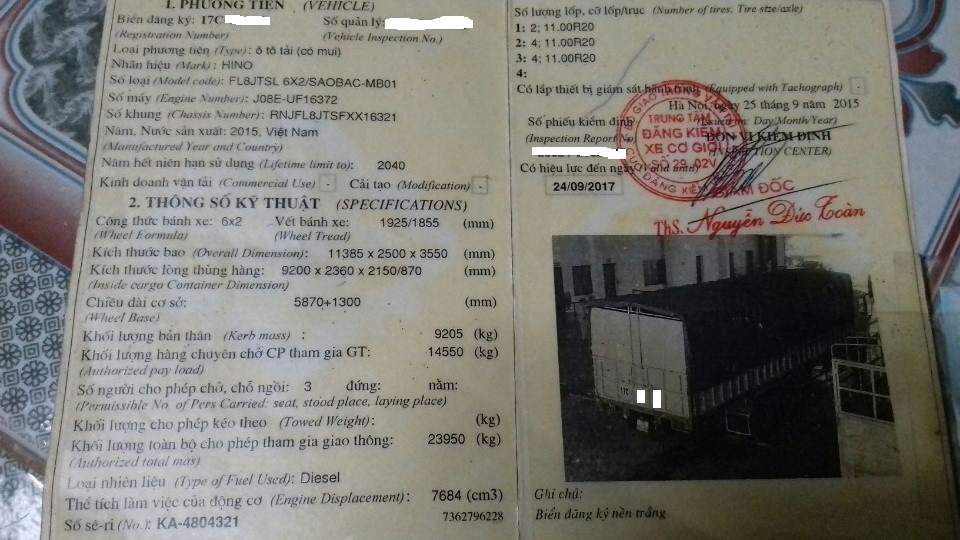 1. PHƯƠNG TIỆN (VEHICLE)
Biển đăng ký: 17C
(Registration Number)
Số quản lý:
(Vehicle Inspection No.)
Loại phương tiện (Type): ô tô tải (có mui)
Nhãn hiệu (Mark): HINO
Số loại (Model code): FL8JTSL 6X2/SAOBAC-MB01
Số máy (Engine Number): J08E-UF16372
Số khung (Chassis Number): RNJFL8JTSFXX16321
Năm, Nước sản xuất: 2015, Việt Nam
(Manufactured Year and Country)
Năm hết niên hạn sử dụng (Lifetime limit to): 2040
Kinh doanh vận tải (Commercial Use) - Cải tạo (Modification) -
2. THÔNG SỐ KỸ THUẬT (SPECIFICATIONS)
Công thức bánh xe: 6x2 Vết bánh xe: 1925/1855 (mm)
(Wheel Formula) (Wheel Tread)
Kích thước bao (Overall Dimension): 11385 x 2500 x 3550 (mm)
Kích thước lòng thùng hàng: 9200 x 2360 x 2150/870 (mm)
(Inside cargo Container Dimension)
Chiều dài cơ sở: 5870+1300 (mm)
(Wheel Base)
Khối lượng bản thân (Kerb mass) : 9205 (kg)
Khối lượng hàng chuyên chở CP tham gia GT: 14550 (kg)
(Authorized pay load)
Số người cho phép chở, chỗ ngồi: 3 đứng: nằm:
(Permissible No. of Pers Carried: seat, stood place, laying place)
Khối lượng cho phép kéo theo (Towed Weight): (kg)
Khối lượng toàn bộ cho phép tham gia giao thông: 23950 (kg)
(Authorized total mas)
Loại nhiên liệu (Type of Fuel Used): Diesel
Thể tích làm việc của động cơ (Engine Displacement): 7684 (cm3)
Số sê-ri (No.): KA-4804321 7362796228
Số lượng lốp, cỡ lốp/trục (Number of tires; Tire size/axle)
1: 2; 11.00R20
2: 4; 11.00R20
3: 4; 11.00R20
4:
Có lắp thiết bị giám sát hành trình (Equipped with Tachograph) -
Hà Nội, ngày 25 tháng 9 năm 2015
(Issued on: Day/Month/Year)
Số phiếu kiểm định
(Inspection Report No)
ĐƠN VỊ KIỂM ĐỊNH
(INSPECTION CENTER)
Có hiệu lực đến ngày
24/09/2017
TRUNG TÂM
ĐĂNG KIỂM
XE CƠ GIỚI
SỐ 29.02V
GIÁM ĐỐC
ThS. Nguyễn Đức Toàn
Ghi chú:
Biển đăng ký nền trắng